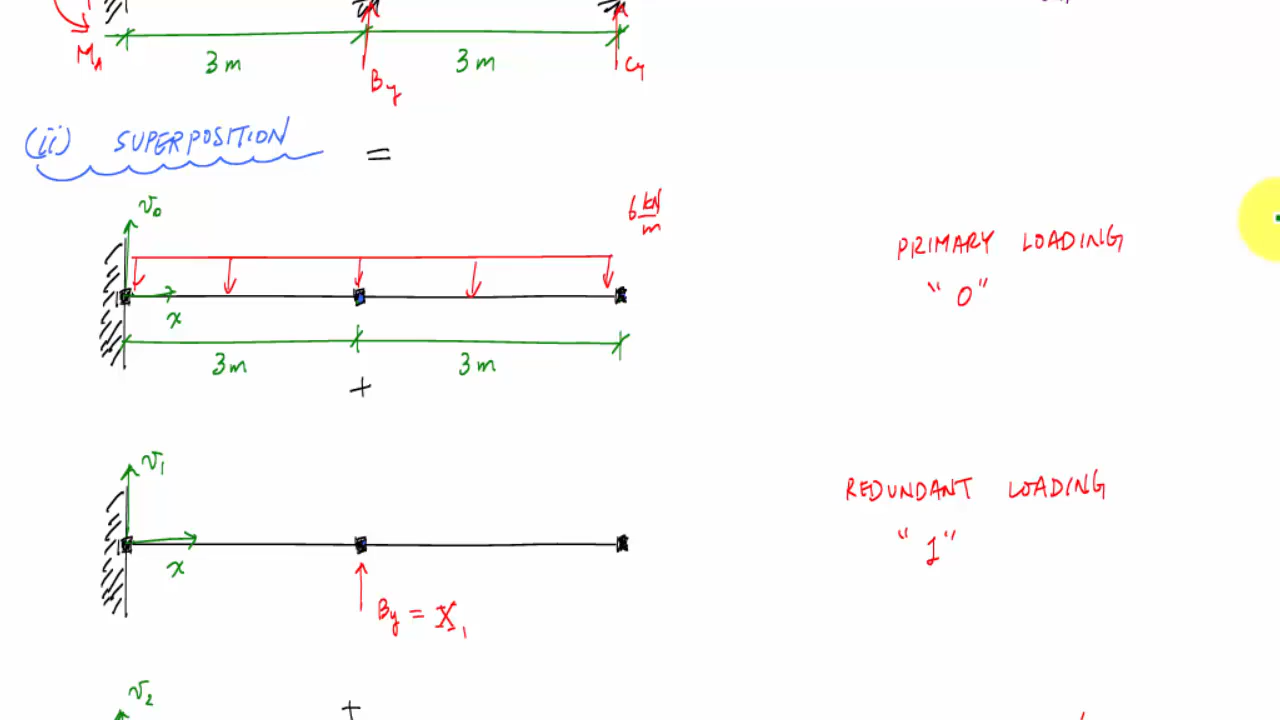 M_A
3m 3m
B_y C_y
(ii) SUPERPOSITION =
v_0
6 kN/m
PRIMARY LOADING
"0"
x
3m 3m
+
v_1
REDUNDANT LOADING
"1"
x
B_y = X_1
v_2
+